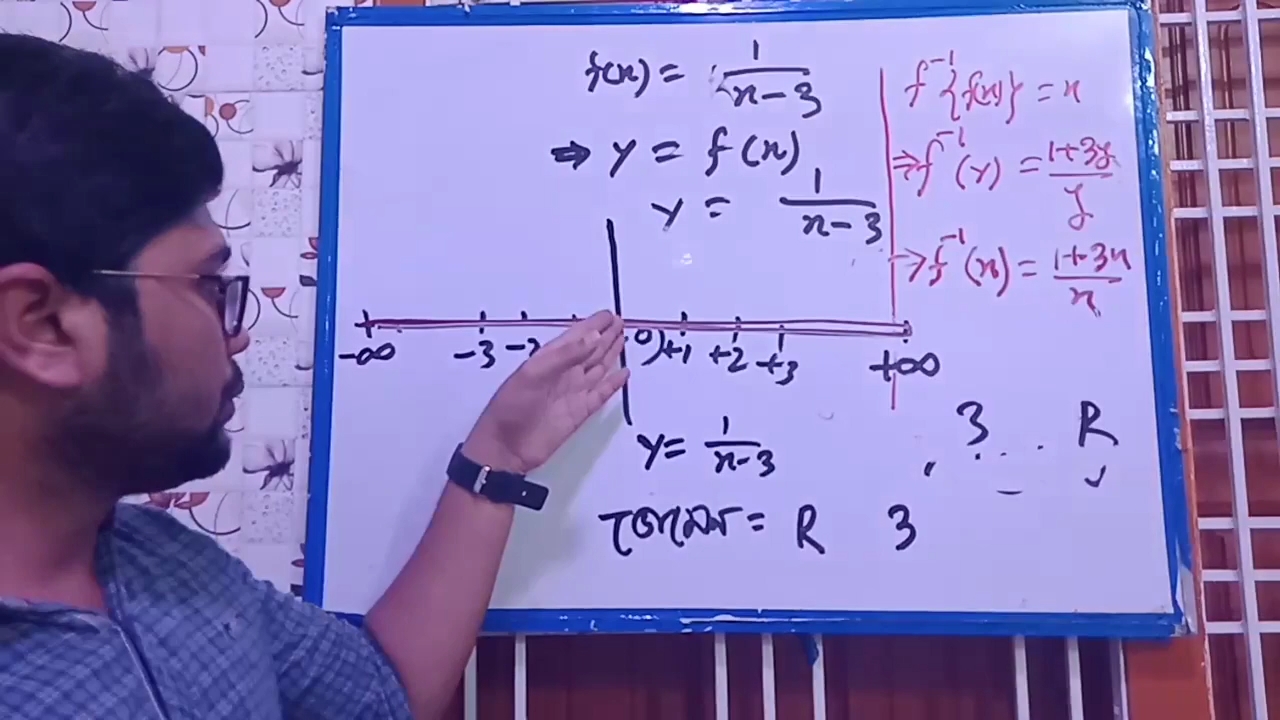 f(x) = 1/(x-3)
⇒ y = f(x)
y = 1/(x-3)
-∞ -3 -2 0 +1 +2 +3 +∞
y = 1/(x-3)
ডোমেন = R 3
f⁻¹{f(x)} = x
⇒ f⁻¹(y) = (1+3y)/y
→ f⁻¹(x) = (1+3x)/x
3 R